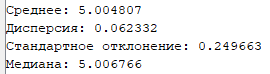 Среднее: 5.004807
Дисперсия: 0.062332
Стандартное отклонение: 0.249663
Медиана: 5.006766